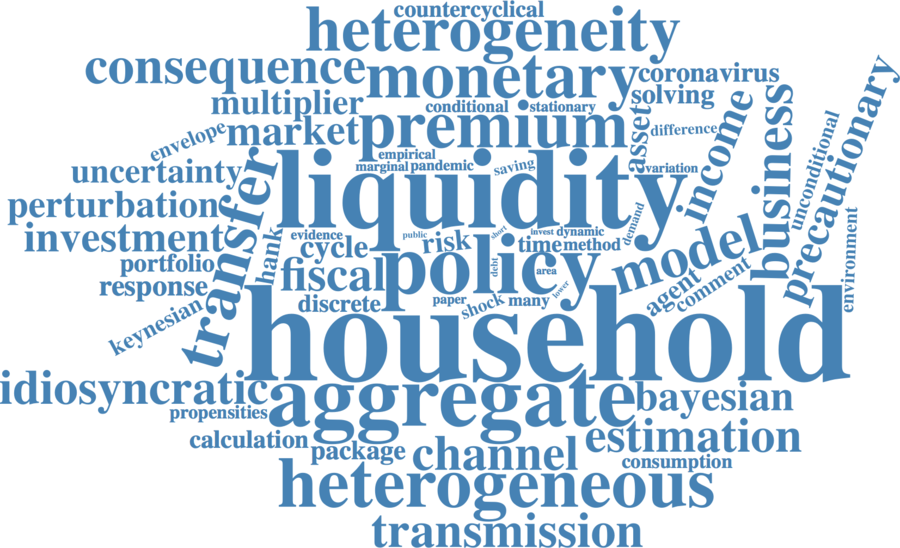 countercyclical
heterogeneity
consequence
monetary
coronavirus
multiplier
conditional
stationary
solving
envelope
market
premium
asset
difference
income
business
unconditional
precautionary
uncertainty
transfer
empirical
marginal
pandemic
saving
variation
liquidity
perturbation
investment
hank
evidence
cycle
public
risk
short
invest
dynamic
time
method
demand
model
environment
portfolio
response
fiscal
policy
debt
area
agent
comment
keynesian
discrete
paper
shock
many
lower
household
idiosyncratic
propensities
aggregate
bayesian
calculation
package
channel
estimation
consumption
heterogeneous
transmission